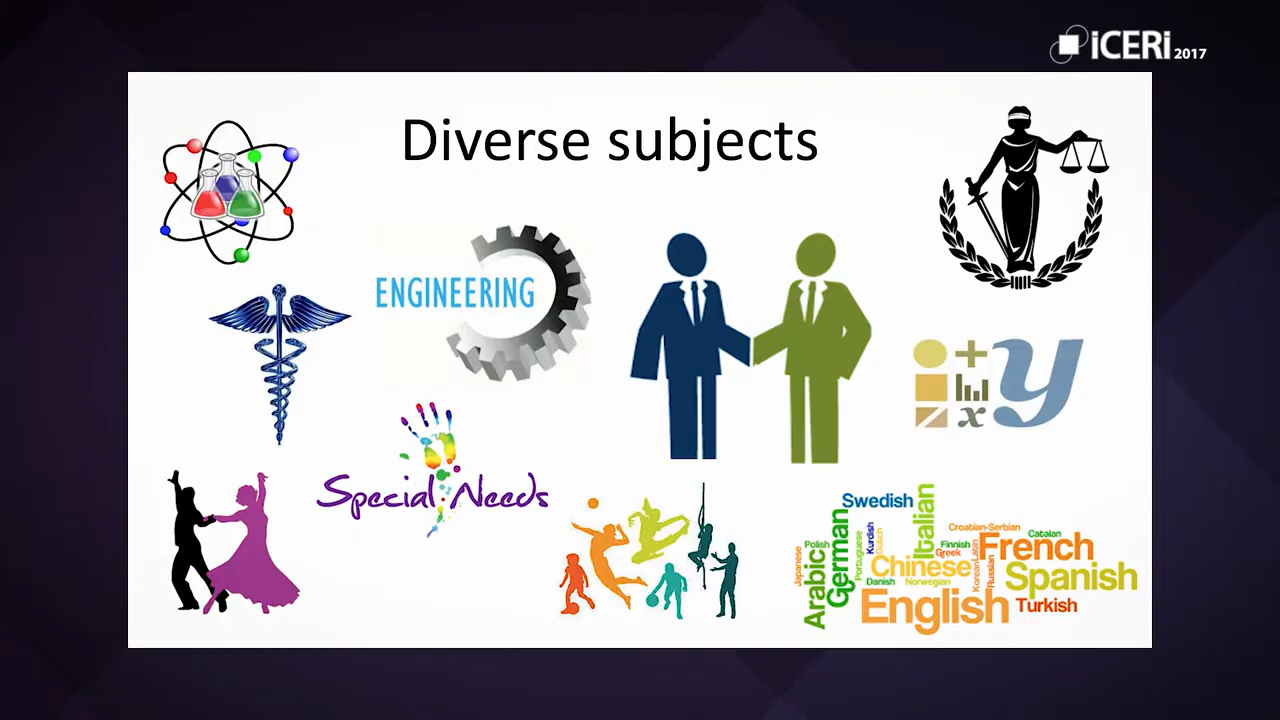 iCERi 2017
Diverse subjects
ENGINEERING
y
x
Special Needs
Swedish
Italian
Croatian-Serbian
Catalan
Polish
German
Portuguese
Kurdish
Finnish
Greek
French
Japanese
Arabic
Chinese
Korean
Latin
Russian
Spanish
Danish
Norwegian
English
Turkish